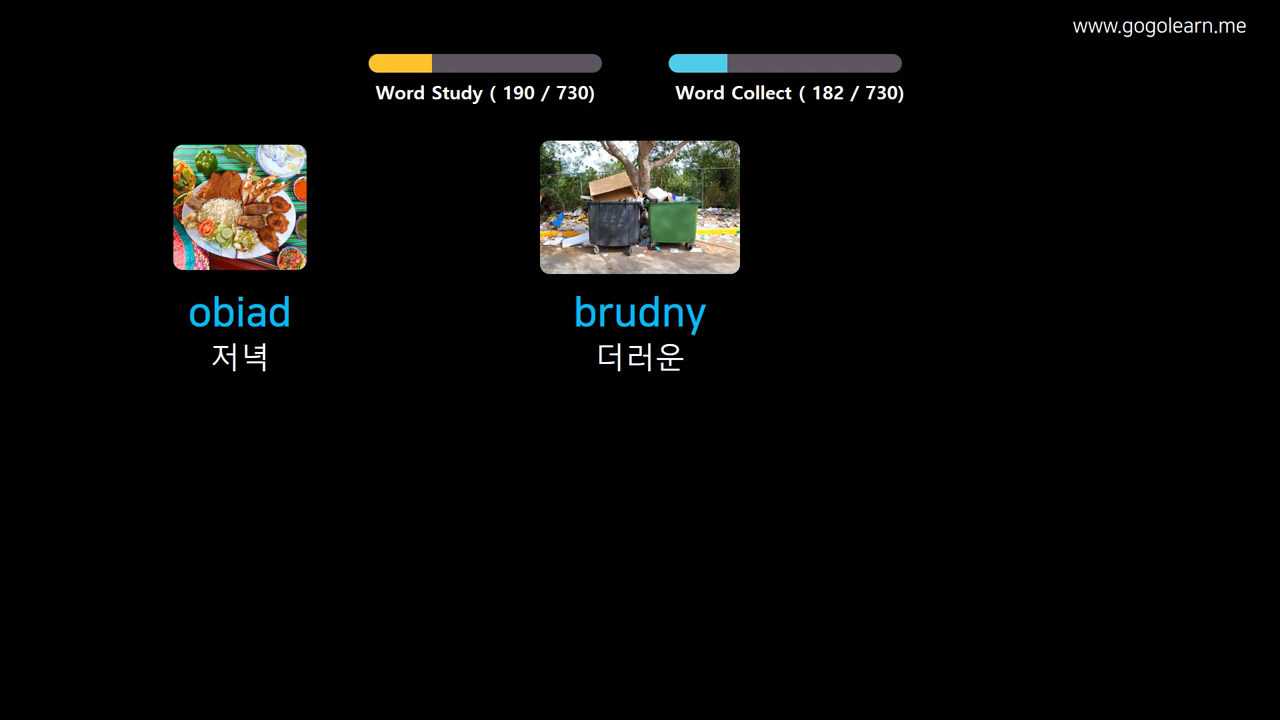 www.gogolearn.me
Word Study ( 190 / 730)
Word Collect ( 182 / 730)
obiad
저녁
brudny
더러운